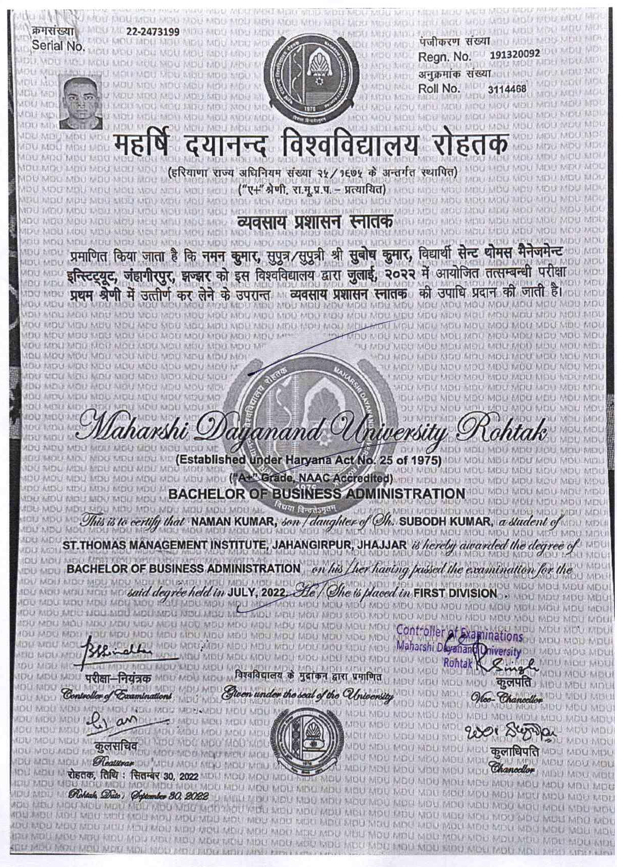 क्रमसंख्या 22-2473199
Serial No.
पंजीकरण संख्या
Regn. No. 191320092
अनुक्रमांक संख्या
Roll No. 3114468
महर्षि दयानन्द विश्वविद्यालय रोहतक
(हरियाणा राज्य अधिनियम संख्या २५/१९७५ के अन्तर्गत स्थापित)
("ए+" श्रेणी, रा.मू.प्र.प. – प्रत्यायित)
व्यवसाय प्रशासन स्नातक
प्रमाणित किया जाता है कि नमन कुमार, सुपुत्र/सुपुत्री श्री सुबोध कुमार, विद्यार्थी सेन्ट थोमस मैनेजमेन्ट
इन्स्टिट्यूट, जंहागीरपुर, झज्झर को इस विश्वविद्यालय द्वारा जुलाई, २०२२ में आयोजित तत्सम्बन्धी परीक्षा
प्रथम श्रेणी में उत्तीर्ण कर लेने के उपरान्त व्यवसाय प्रशासन स्नातक की उपाधि प्रदान की जाती है।
Maharshi Dayanand University Rohtak
(Established under Haryana Act No. 25 of 1975)
("A+" Grade, NAAC Accredited)
BACHELOR OF BUSINESS ADMINISTRATION
This is to certify that NAMAN KUMAR, son / daughter of Sh. SUBODH KUMAR, a student of
ST.THOMAS MANAGEMENT INSTITUTE, JAHANGIRPUR, JHAJJAR is hereby awarded the degree of
BACHELOR OF BUSINESS ADMINISTRATION on his / her having passed the examination for the
said degree held in JULY, 2022. He / She is placed in FIRST DIVISION .
Controller of Examinations
Maharshi Dayanand University
Rohtak
परीक्षा–नियंत्रक
Controller of Examinations
विश्वविद्यालय के मुद्रांकन द्वारा प्रमाणित
Given under the seal of the University
कुलपति
Vice-Chancellor
कुलसचिव
Registrar
कुलाधिपति
Chancellor
रोहतक, तिथि : सितम्बर 30, 2022
Rohtak, Date : September 30, 2022